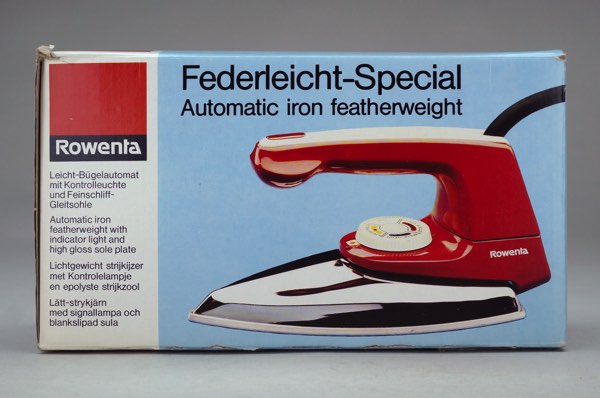 Federleicht-Special
Automatic iron featherweight
Rowenta
Leicht-Bügelautomat
mit Kontrolleuchte
und Feinschliff-
Gleitsohle
Automatic iron
featherweight with
indicator light and
high gloss sole plate
Lichtgewicht strijkijzer
met Kontrolelampje
en epolyste strijkzool
Lätt-strykjärn
med signallampa och
blankslipad sula
Rowenta